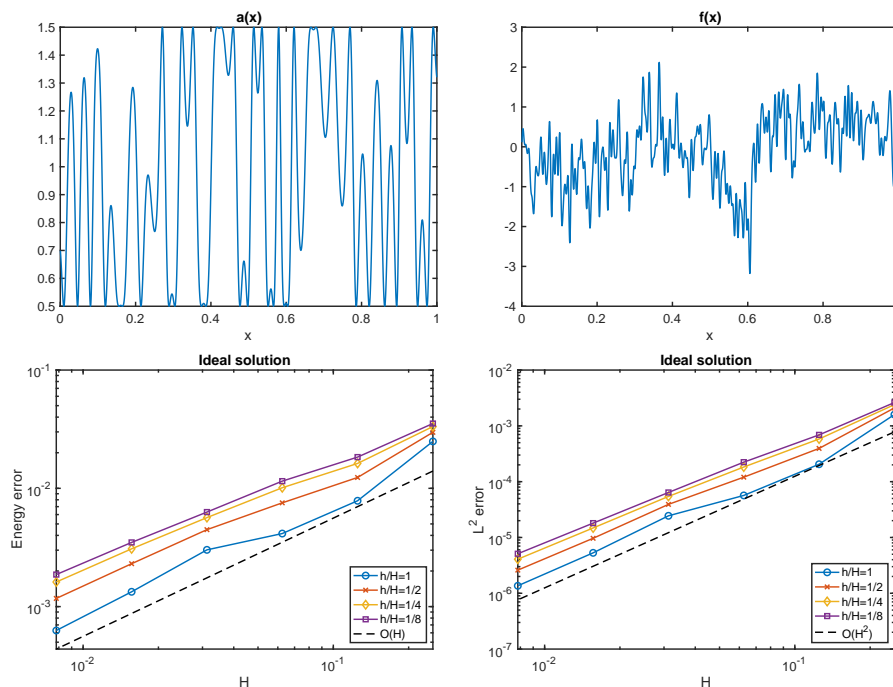 a(x)
1.5
1.4
1.3
1.2
1.1
1
0.9
0.8
0.7
0.6
0.5
0 0.2 0.4 0.6 0.8 1
x
f(x)
3
2
1
0
-1
-2
-3
-4
0 0.2 0.4 0.6 0.8
x
Ideal solution
10^-1
10^-2
10^-3
Energy error
10^-2 10^-1
H
h/H=1
h/H=1/2
h/H=1/4
h/H=1/8
O(H)
Ideal solution
10^-2
10^-3
10^-4
10^-5
10^-6
10^-7
L^2 error
10^-2 10^-1
H
h/H=1
h/H=1/2
h/H=1/4
h/H=1/8
O(H^2)